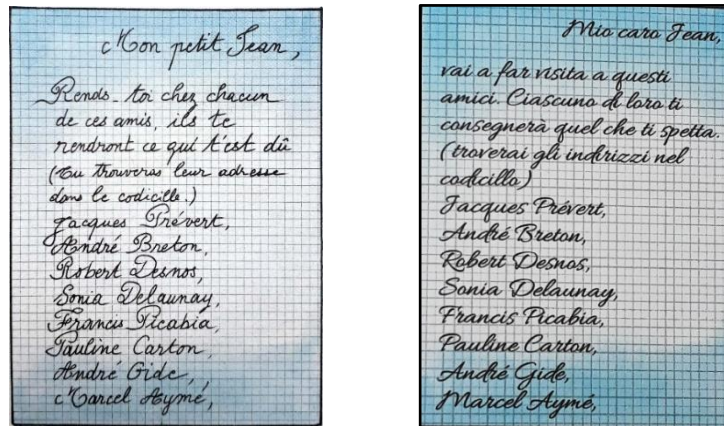 Mon petit Jean,
Rends-toi chez chacun
de ces amis, ils te
rendront ce qui t'est dû
(Tu trouveras leur adresse
dans le codicille.)
Jacques Prévert,
André Breton,
Robert Desnos,
Sonia Delaunay,
Francis Picabia,
Pauline Carton,
André Gide,
Marcel Aymé,
Mio caro Jean,
vai a far visita a questi
amici. Ciascuno di loro ti
consegnerà quel che ti spetta.
(troverai gli indirizzi nel
codicillo)
Jacques Prévert,
André Breton,
Robert Desnos,
Sonia Delaunay,
Francis Picabia,
Pauline Carton,
André Gide,
Marcel Aymé,